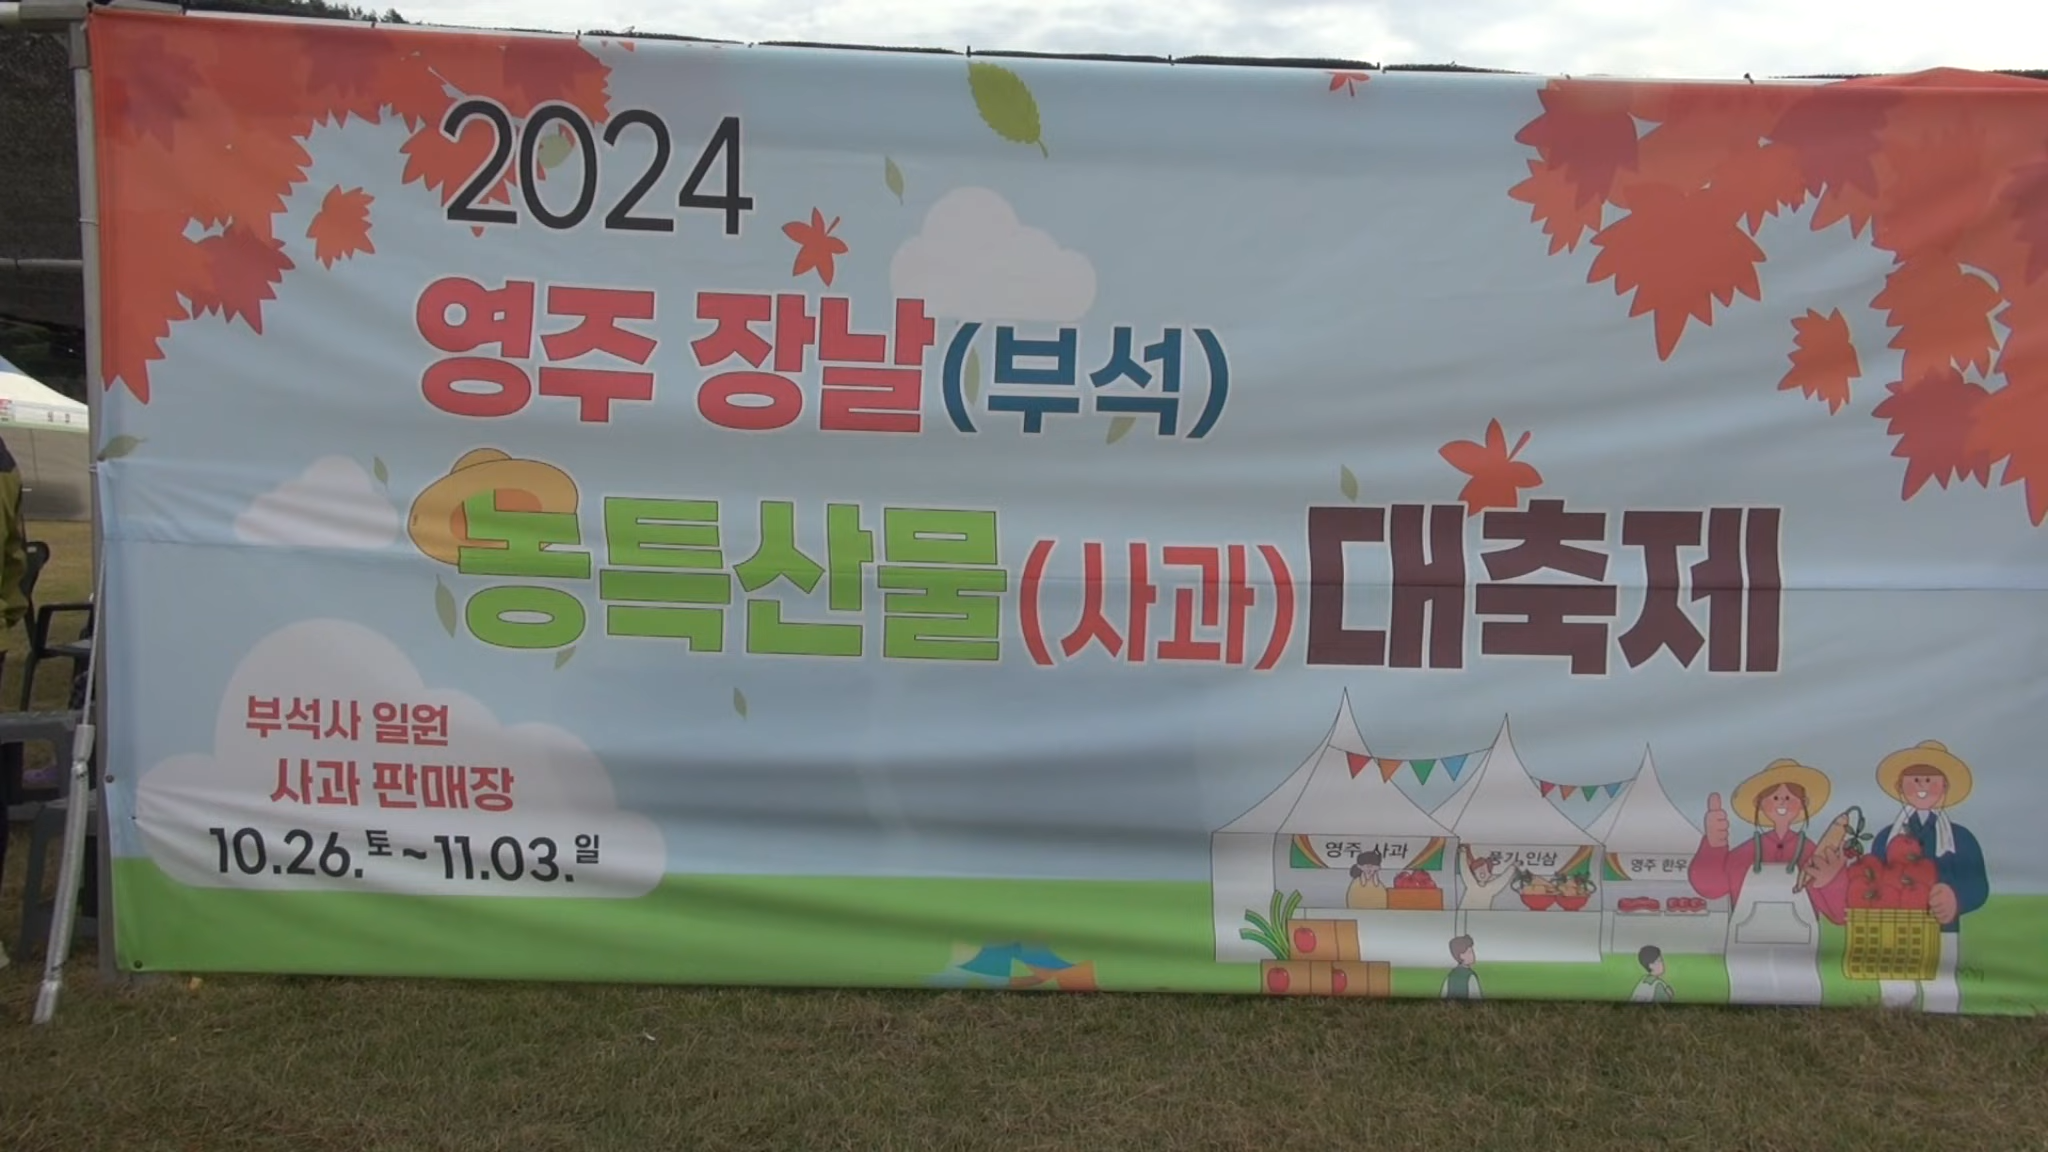 2024
영주 장날(부석)
농특산물(사과)대축제
부석사 일원
사과 판매장
10.26.토~11.03.일
영주 사과
풍기 인삼
영주 한우